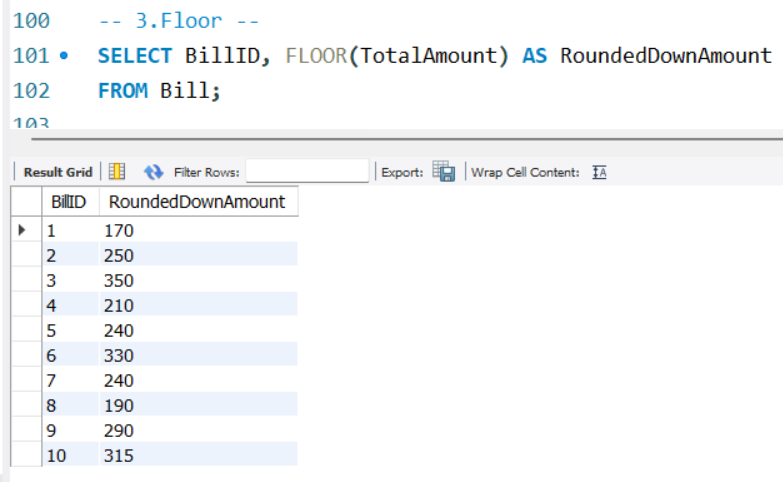 100 -- 3.Floor --
101 SELECT BillID, FLOOR(TotalAmount) AS RoundedDownAmount
102 FROM Bill;
103
Result Grid Filter Rows: Export: Wrap Cell Content: IA
BillID RoundedDownAmount
1 170
2 250
3 350
4 210
5 240
6 330
7 240
8 190
9 290
10 315